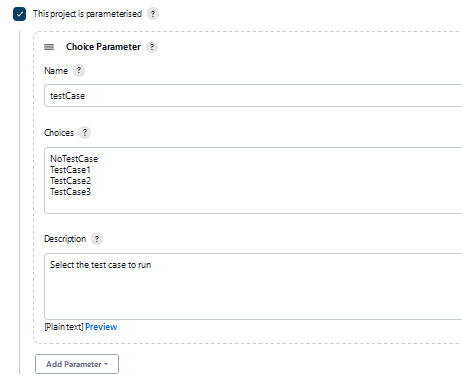 This project is parameterised ?
Choice Parameter ?
Name ?
testCase
Choices ?
NoTestCase
TestCase1
TestCase2
TestCase3
Description ?
Select the test case to run
[Plain text] Preview
Add Parameter